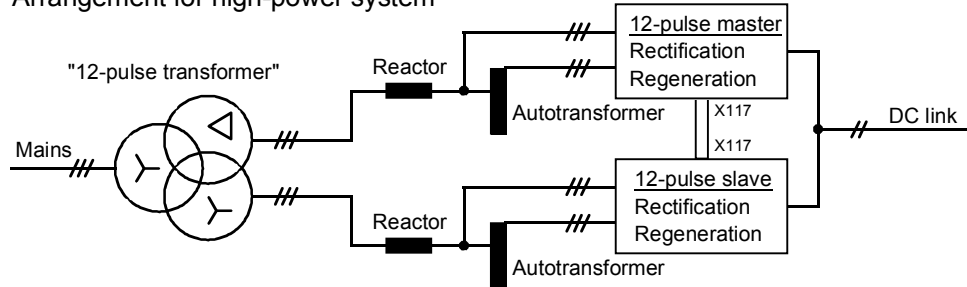 Arrangement for high-power system
12-pulse master
Rectification
Regeneration
"12-pulse transformer"
Reactor
Autotransformer
X117
X117
DC link
Mains
12-pulse slave
Rectification
Regeneration
Reactor
Autotransformer